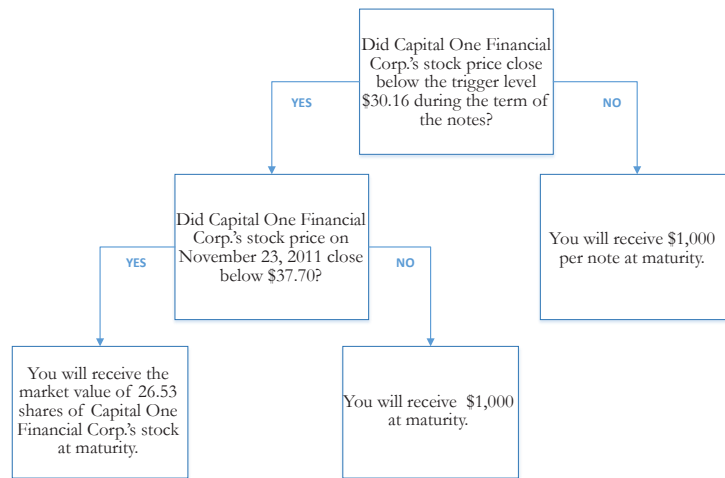 Did Capital One Financial
Corp.'s stock price close
below the trigger level
$30.16 during the term of
the notes?
YES
NO
Did Capital One Financial
Corp.'s stock price on
November 23, 2011 close
below $37.70?
You will receive $1,000
per note at maturity.
YES
NO
You will receive the
market value of 26.53
shares of Capital One
Financial Corp.'s stock
at maturity.
You will receive $1,000
at maturity.